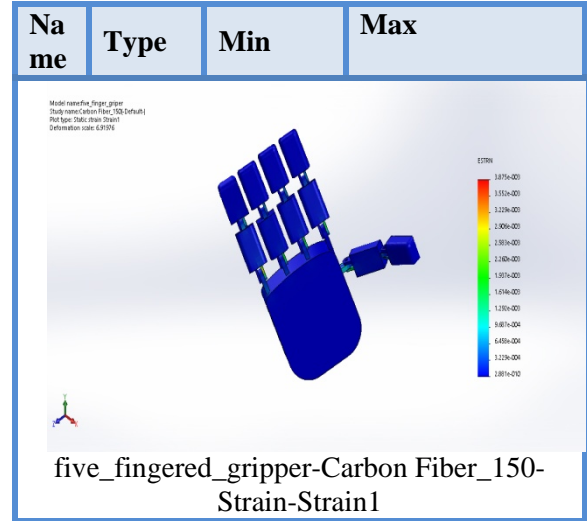 Na
me
Type
Min
Max
Model name:five_finger_griper
Study name:Carbon Fiber_150(-Default-)
Plot type: Static strain Strain1
Deformation scale: 6.91976
ESTRN
3.875e-003
3.552e-003
3.229e-003
2.906e-003
2.583e-003
2.260e-003
1.937e-003
1.614e-003
1.292e-003
9.687e-004
6.458e-004
3.229e-004
2.881e-010
Y
Z
X
five_fingered_gripper-Carbon Fiber_150-
Strain-Strain1